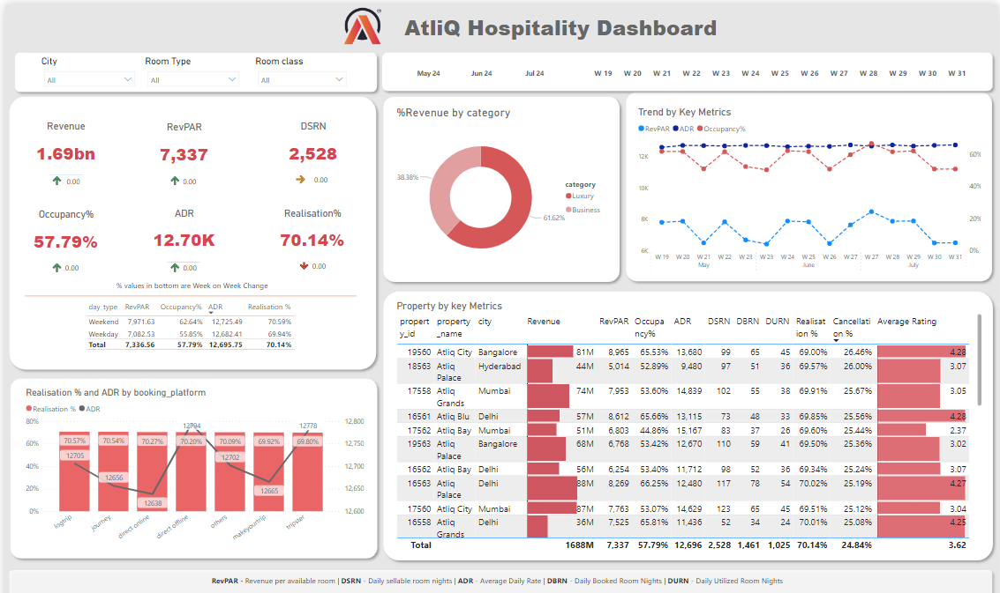 AtliQ Hospitality Dashboard
City Room Type Room class
All All All
May 24 Jun 24 Jul 24 W 19 W 20 W 21 W 22 W 23 W 24 W 25 W 26 W 27 W 28 W 29 W 30 W 31
Revenue RevPAR DSRN
1.69bn 7,337 2,528
0.00 0.00 0.00
Occupancy% ADR Realisation%
57.79% 12.70K 70.14%
0.00 0.00 0.00
% values in bottom are Week on Week Change
day_type RevPAR Occupancy% ADR Realisation %
Weekend 7,971.63 62.64% 12,725.49 70.59%
Weekday 7,082.53 55.85% 12,682.41 69.94%
Total 7,336.56 57.79% 12,695.75 70.14%
%Revenue by category
38.38%
61.62%
category
Luxury
Business
Trend by Key Metrics
RevPAR ADR Occupancy%
12K
10K
8K
6K
60%
40%
20%
0%
W 19 W 20 W 21 W 22 W 23 W 23 W 24 W 25 W 26 W 27 W 27 W 28 W 29 W 30 W 31
May June July
Realisation % and ADR by booking_platform
Realisation % ADR
80%
60%
40%
20%
0%
12,800
12,750
12,700
12,650
12,600
70.57% 70.54% 70.27% 70.20% 70.09% 69.92% 69.80%
12705 12656 12638 12794 12702 12665 12778
logtrip journey direct online direct offline others makeyourtrip tripster
Property by key Metrics
propert property city Revenue RevPAR Occupa ADR DSRN DBRN DURN Realisat Cancellati Average Rating
y_id _name ncy% ion % on %
19560 Atliq City Bangalore 81M 8,965 65.53% 13,680 99 65 45 69.00% 26.46% 4.28
18563 Atliq Hyderabad 44M 5,014 52.89% 9,480 97 51 36 69.57% 26.00% 3.07
Palace
17558 Atliq Mumbai 74M 7,953 53.60% 14,839 102 55 38 69.91% 25.67% 3.05
Grands
16561 Atliq Blu Delhi 57M 8,612 65.66% 13,115 73 48 33 69.85% 25.56% 4.28
17562 Atliq Bay Mumbai 51M 6,803 44.86% 15,167 83 37 26 69.60% 25.44% 2.37
19563 Atliq Bangalore 68M 6,768 53.42% 12,670 110 59 41 69.50% 25.36% 3.02
Palace
16562 Atliq Bay Delhi 56M 6,254 53.40% 11,712 98 52 36 69.34% 25.24% 3.07
16563 Atliq Delhi 88M 8,269 66.25% 12,480 117 78 54 70.02% 25.19% 4.27
Palace
17560 Atliq City Mumbai 87M 7,763 53.07% 14,629 123 65 45 69.51% 25.12% 3.04
16558 Atliq Delhi 36M 7,525 65.81% 11,436 52 34 24 70.01% 25.08% 4.25
Grands
Total 1688M 7,337 57.79% 12,696 2,528 1,461 1,025 70.14% 24.84% 3.62
RevPAR - Revenue per available room | DSRN - Daily sellable room nights | ADR - Average Daily Rate | DBRN - Daily Booked Room Nights | DURN - Daily Utilized Room Nights